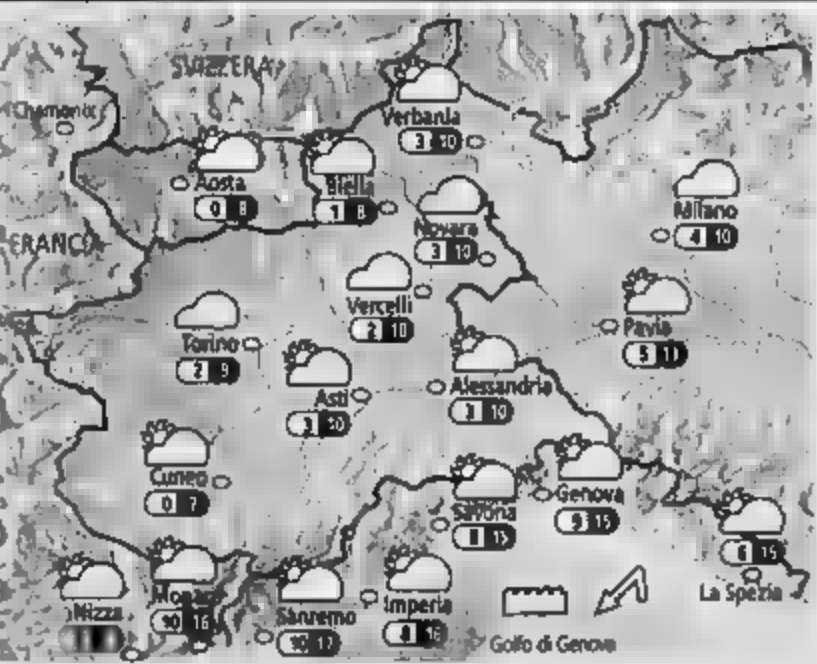 SVIZZERA
Chamonix
Verbania
3 10
Aosta
0 8
Biella
1 8
Milano
4 10
Novara
3 10
FRANCIA
Vercelli
2 10
Torino
2 9
Pavia
5 11
Asti
3 10
Alessandria
3 10
Cuneo
0 7
Savona
8 13
Genova
9 15
6 15
La Spezia
Nizza
Monaco
10 16
Sanremo
10 17
Imperia
8 16
Golfo di Genova